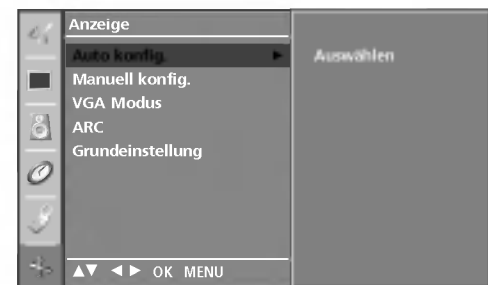 Anzeige
Auto konfig. ▶
Auswählen
Manuell konfig.
VGA Modus
ARC
Grundeinstellung
▲▼ ◄ ► OK MENU